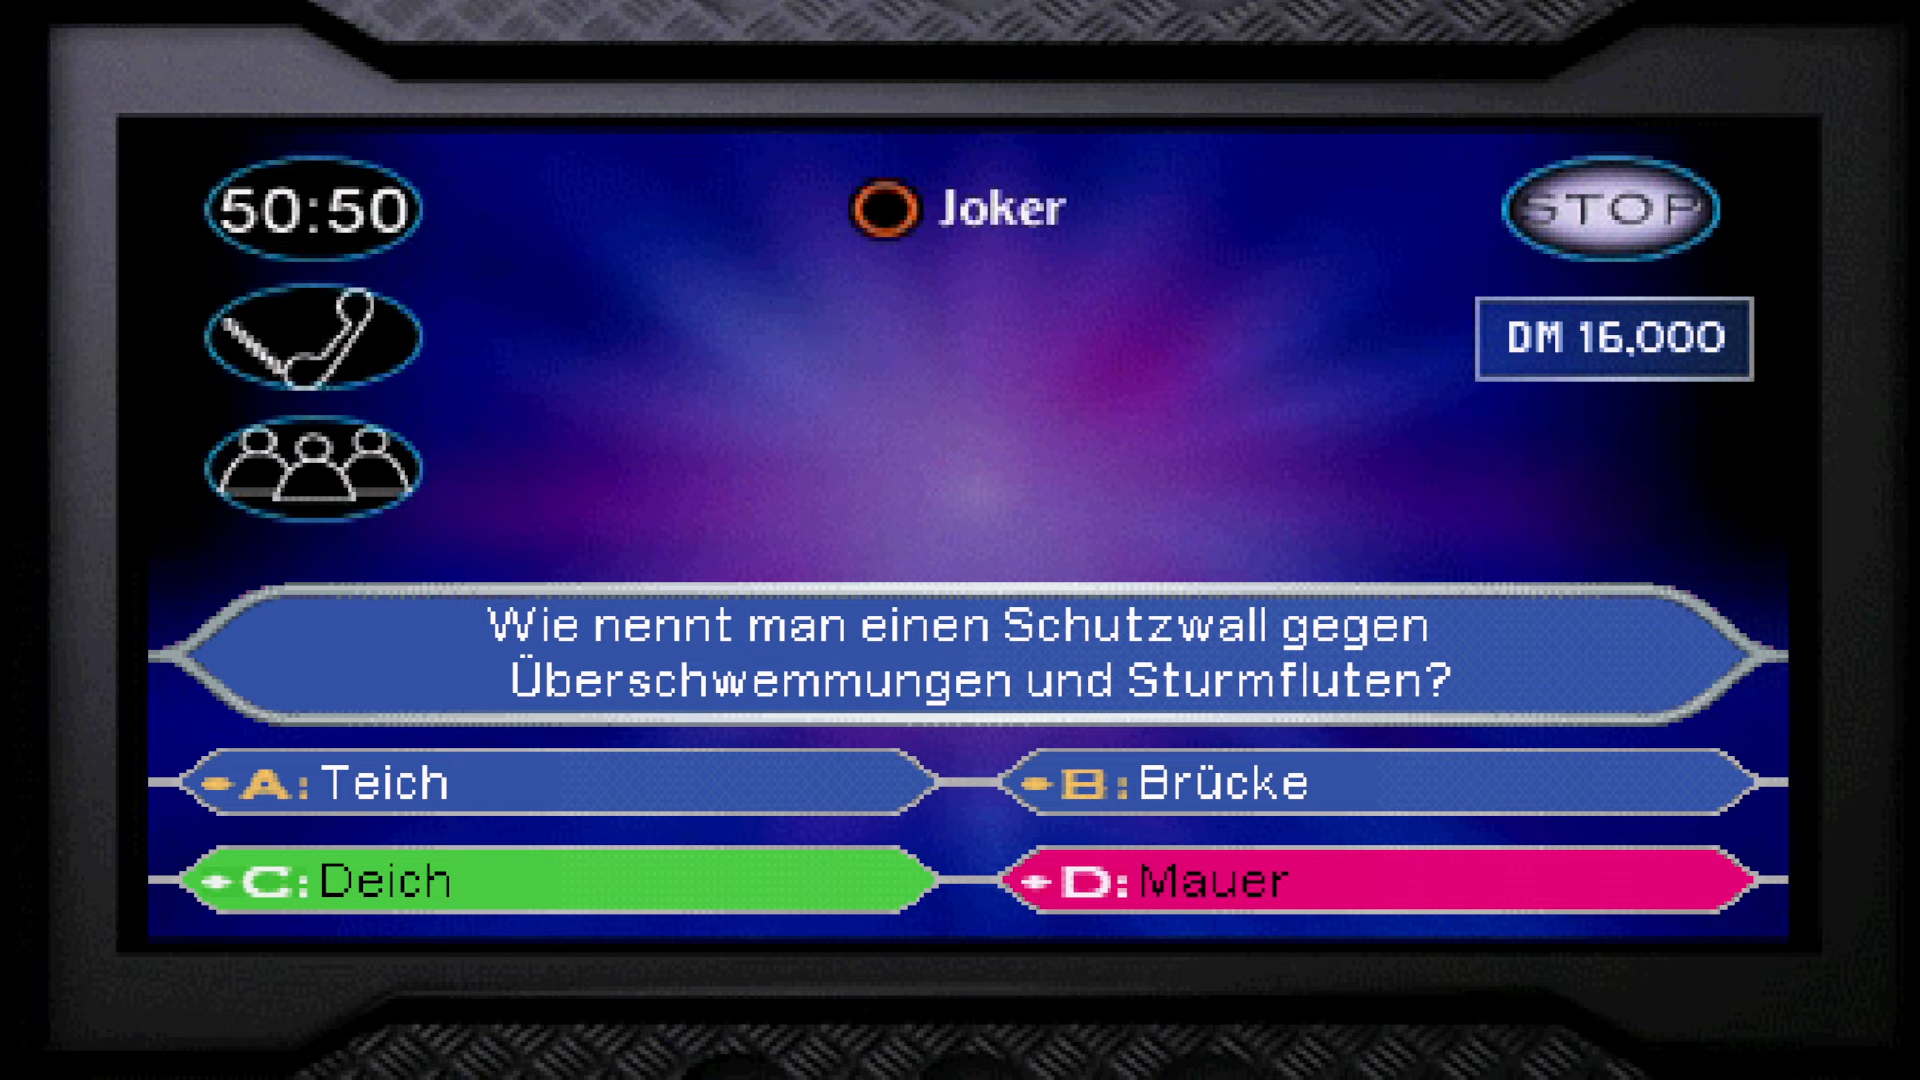 50:50
Joker
STOP
DM 16,000
Wie nennt man einen Schutzwall gegen
Überschwemmungen und Sturmfluten?
A: Teich
B: Brücke
C: Deich
D: Mauer